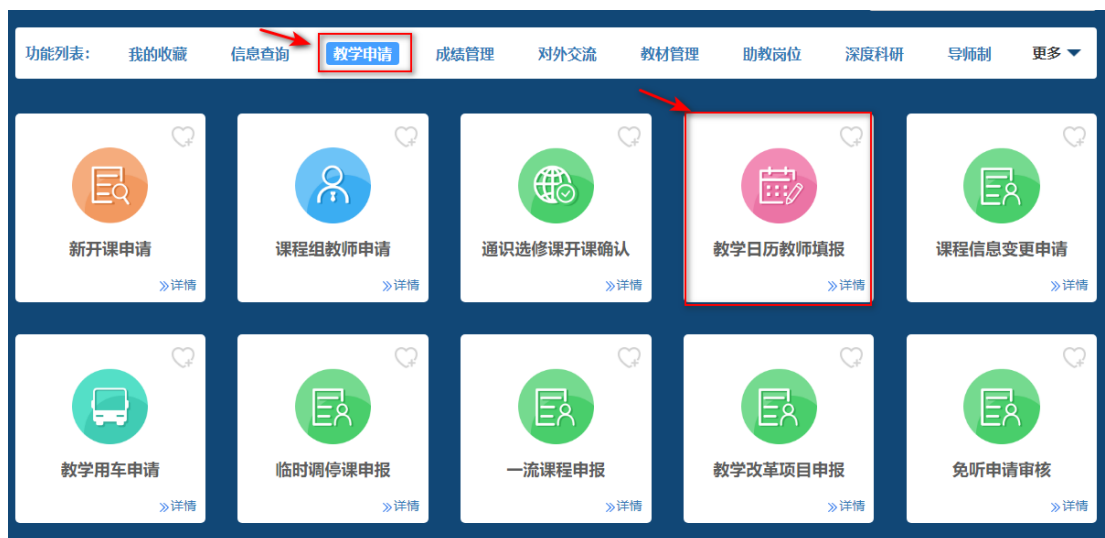 功能列表： 我的收藏 信息查询 教学申请 成绩管理 对外交流 教材管理 助教岗位 深度科研 导师制 更多
新开课申请 课程组教师申请 通识选修课开课确认 教学日历教师填报 课程信息变更申请
详情 详情 详情 详情 详情
教学用车申请 临时调停课申报 一流课程申报 教学改革项目申报 免听申请审核
详情 详情 详情 详情 详情